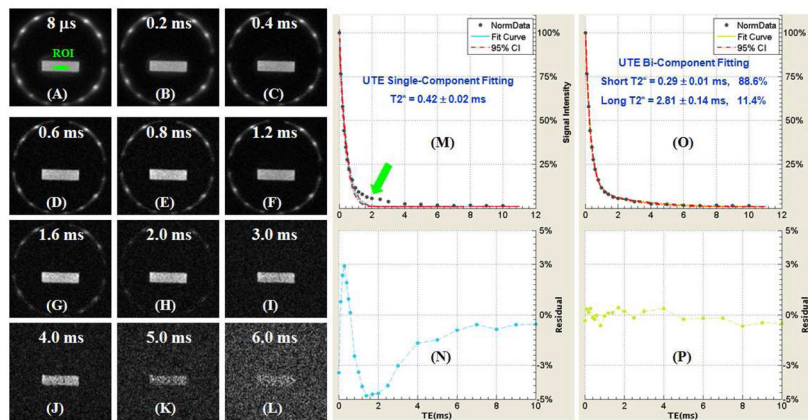 8 µs
ROI
(A)
0.2 ms
(B)
0.4 ms
(C)
0.6 ms
(D)
0.8 ms
(E)
1.2 ms
(F)
1.6 ms
(G)
2.0 ms
(H)
3.0 ms
(I)
4.0 ms
(J)
5.0 ms
(K)
6.0 ms
(L)
NormData
Fit Curve
95% CI
UTE Single-Component Fitting
T2* = 0.42 ± 0.02 ms
(M)
100%
75%
50%
25%
Signal Intensity
0 2 4 6 8 10 12
NormData
Fit Curve
95% CI
UTE Bi-Component Fitting
Short T2* = 0.29 ± 0.01 ms, 88.6%
Long T2* = 2.81 ± 0.14 ms, 11.4%
(O)
100%
75%
50%
25%
Signal Intensity
0 2 4 6 8 10 12
(N)
5%
3%
0%
-3%
-5%
Residual
0 2 4 6 8 10
TE(ms)
(P)
5%
3%
0%
-3%
-5%
Residual
0 2 4 6 8 10
TE(ms)